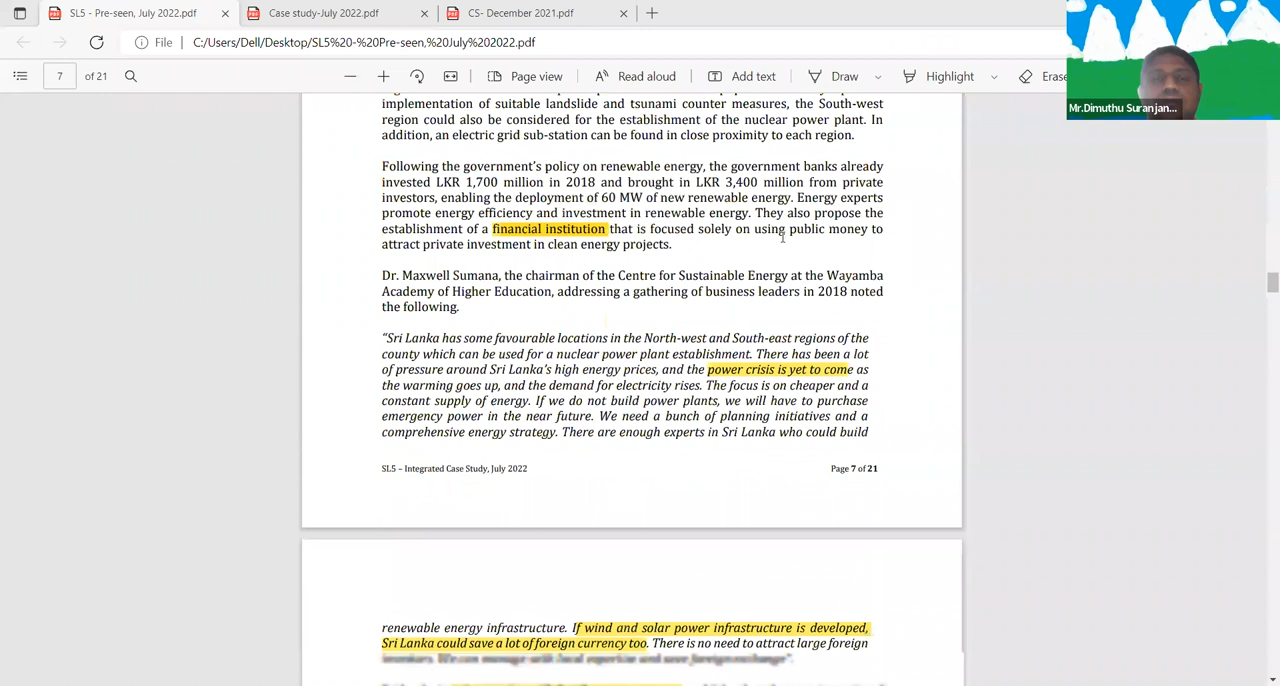 SL5 - Pre-seen, July 2022.pdf
Case study-July 2022.pdf
CS- December 2021.pdf
File
C:/Users/Dell/Desktop/SL5%20-%20Pre-seen,%20July%202022.pdf
7 of 21
Page view
Read aloud
Add text
Draw
Highlight
Erase
Mr.Dimuthu Suranjan...
implementation of suitable landslide and tsunami counter measures, the South-west
region could also be considered for the establishment of the nuclear power plant. In
addition, an electric grid sub-station can be found in close proximity to each region.
Following the government's policy on renewable energy, the government banks already
invested LKR 1,700 million in 2018 and brought in LKR 3,400 million from private
investors, enabling the deployment of 60 MW of new renewable energy. Energy experts
promote energy efficiency and investment in renewable energy. They also propose the
establishment of a financial institution that is focused solely on using public money to
attract private investment in clean energy projects.
Dr. Maxwell Sumana, the chairman of the Centre for Sustainable Energy at the Wayamba
Academy of Higher Education, addressing a gathering of business leaders in 2018 noted
the following.
"Sri Lanka has some favourable locations in the North-west and South-east regions of the
county which can be used for a nuclear power plant establishment. There has been a lot
of pressure around Sri Lanka's high energy prices, and the power crisis is yet to come as
the warming goes up, and the demand for electricity rises. The focus is on cheaper and a
constant supply of energy. If we do not build power plants, we will have to purchase
emergency power in the near future. We need a bunch of planning initiatives and a
comprehensive energy strategy. There are enough experts in Sri Lanka who could build
SL5 – Integrated Case Study, July 2022
Page 7 of 21
renewable energy infrastructure. If wind and solar power infrastructure is developed,
Sri Lanka could save a lot of foreign currency too. There is no need to attract large foreign